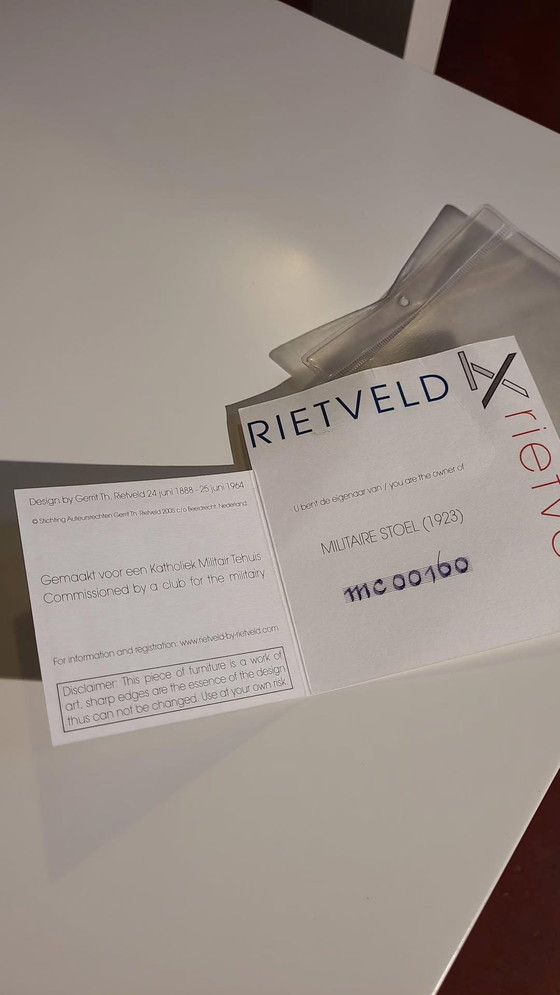 Design by Gerrit Th. Rietveld 24 juni 1888 - 25 juni 1964
© Stichting Auteursrechten Gerrit Th. Rietveld 2006 c/o Beeldrecht Nederland
Gemaakt voor een Katholiek Militair Tehuis
Commissioned by a club for the military
For information and registration: www.rietveld-by-rietveld.com
Disclaimer: This piece of furniture is a work of
art, sharp edges are the essence of the design
thus can not be changed. Use at your own risk
RIETVELD
U bent de eigenaar van / you are the owner of
MILITAIRE STOEL (1923)
mc00160
rietv